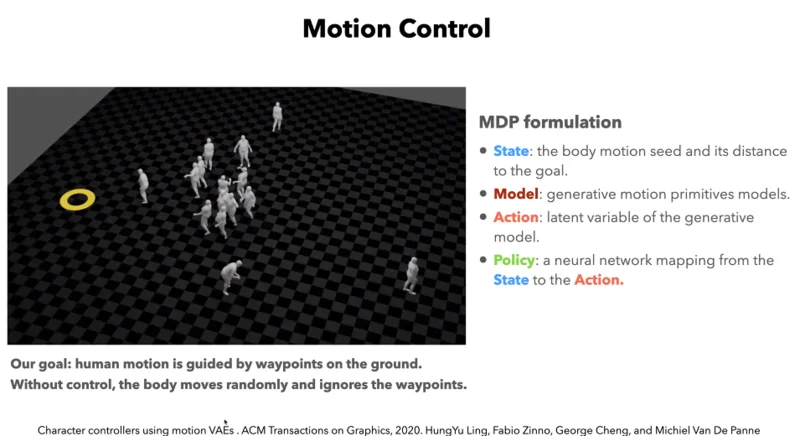 Motion Control
MDP formulation
● State: the body motion seed and its distance
to the goal.
● Model: generative motion primitives models.
● Action: latent variable of the generative
model.
● Policy: a neural network mapping from the
State to the Action.
Our goal: human motion is guided by waypoints on the ground.
Without control, the body moves randomly and ignores the waypoints.
Character controllers using motion VAEs . ACM Transactions on Graphics, 2020. HungYu Ling, Fabio Zinno, George Cheng, and Michiel Van De Panne